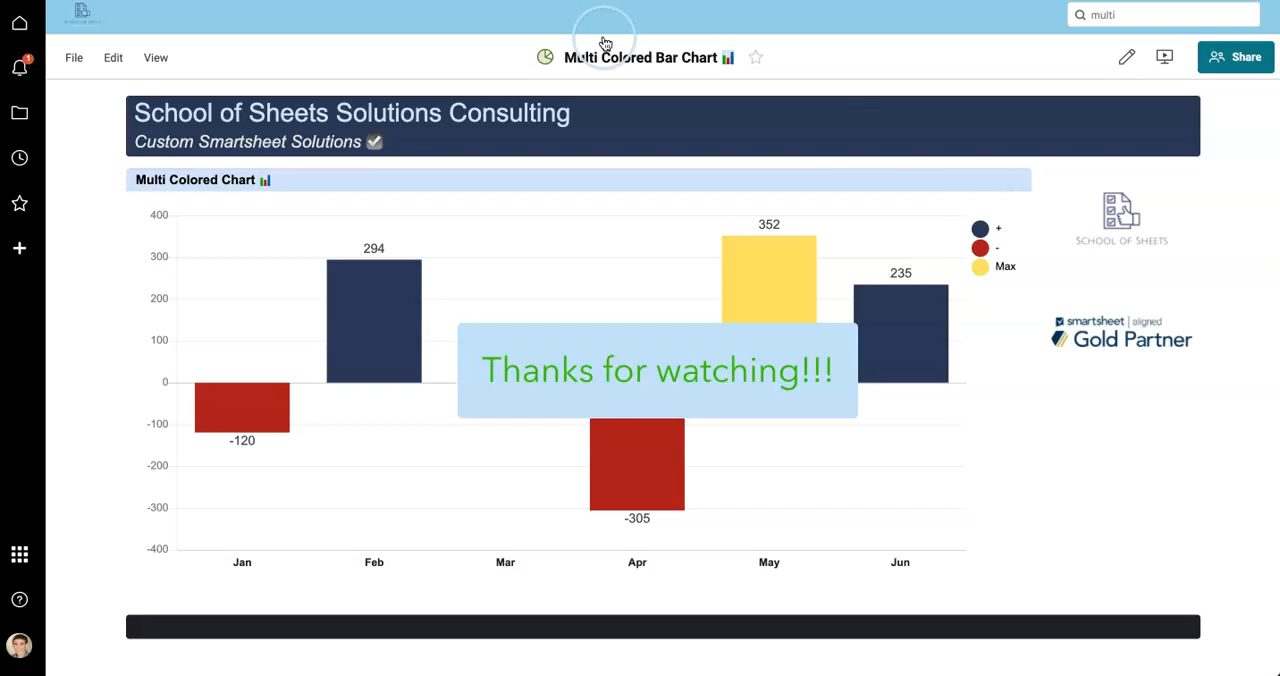 multi
1
File Edit View
Multi Colored Bar Chart
Share
School of Sheets Solutions Consulting
Custom Smartsheet Solutions
Multi Colored Chart
400
300
200
100
0
-100
-200
-300
-400
-120
294
-305
352
235
Jan Feb Mar Apr May Jun
+
-
Max
SCHOOL OF SHEETS
smartsheet | aligned
Gold Partner
Thanks for watching!!!